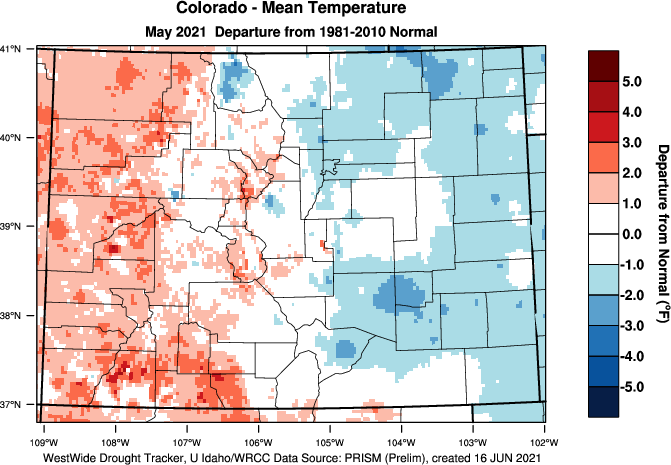 Colorado - Mean Temperature
May 2021 Departure from 1981-2010 Normal
41°N
40°N
39°N
38°N
37°N
109°W 108°W 107°W 106°W 105°W 104°W 103°W 102°W
5.0
4.0
3.0
2.0
1.0
0.0
-1.0
-2.0
-3.0
-4.0
-5.0
Departure from Normal (°F)
WestWide Drought Tracker, U Idaho/WRCC Data Source: PRISM (Prelim), created 16 JUN 2021